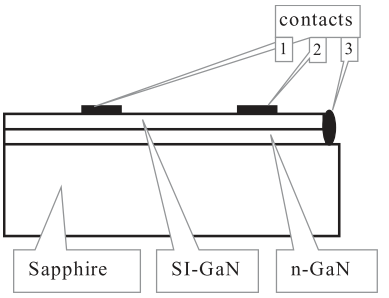 contacts
1 2 3
Sapphire SI-GaN n-GaN